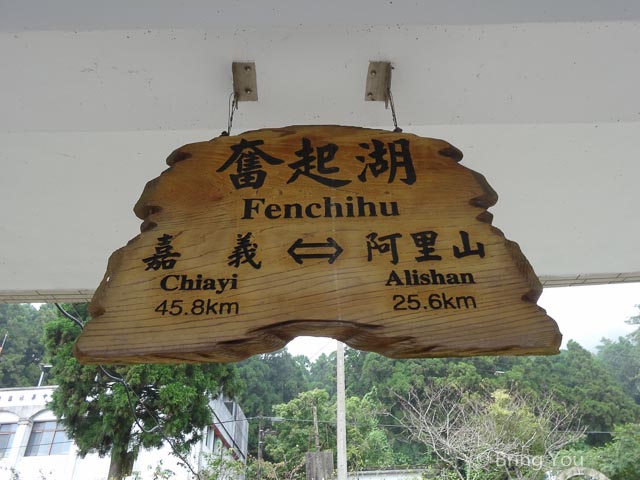 奮起湖
Fenchihu
嘉義 ⇔ 阿里山
Chiayi Alishan
45.8km 25.6km
Bring You